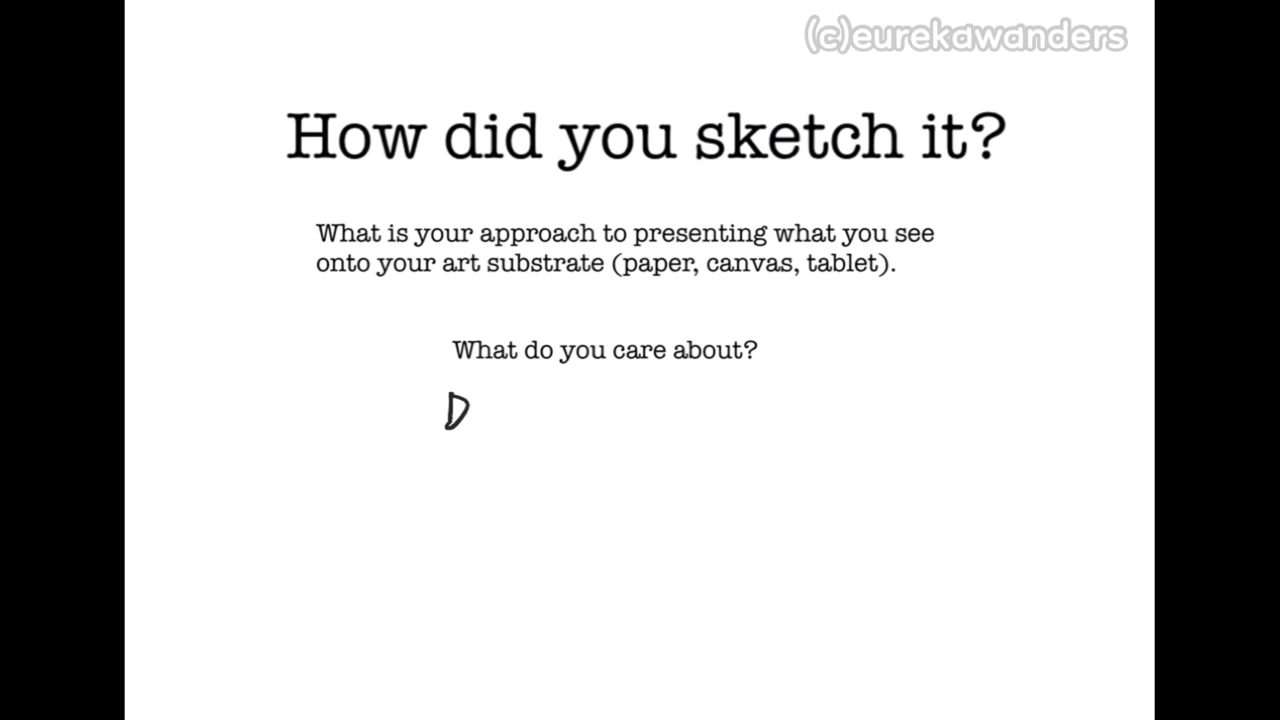 (c)eurekawanders
How did you sketch it?
What is your approach to presenting what you see
onto your art substrate (paper, canvas, tablet).
What do you care about?
D